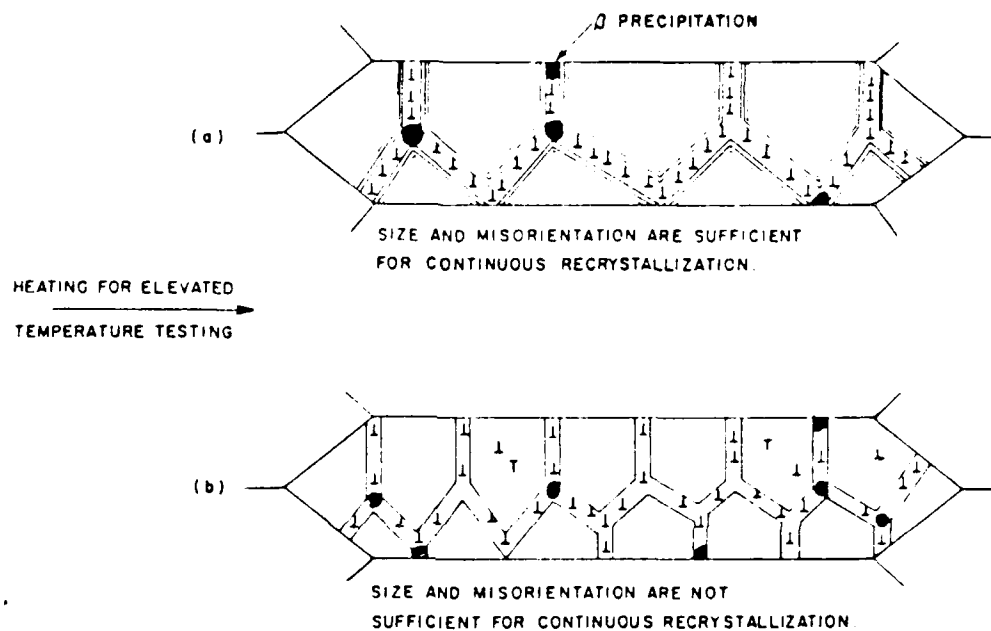 β PRECIPITATION
(a)
SIZE AND MISORIENTATION ARE SUFFICIENT
FOR CONTINUOUS RECRYSTALLIZATION.
HEATING FOR ELEVATED
TEMPERATURE TESTING
(b)
SIZE AND MISORIENTATION ARE NOT
SUFFICIENT FOR CONTINUOUS RECRYSTALLIZATION.